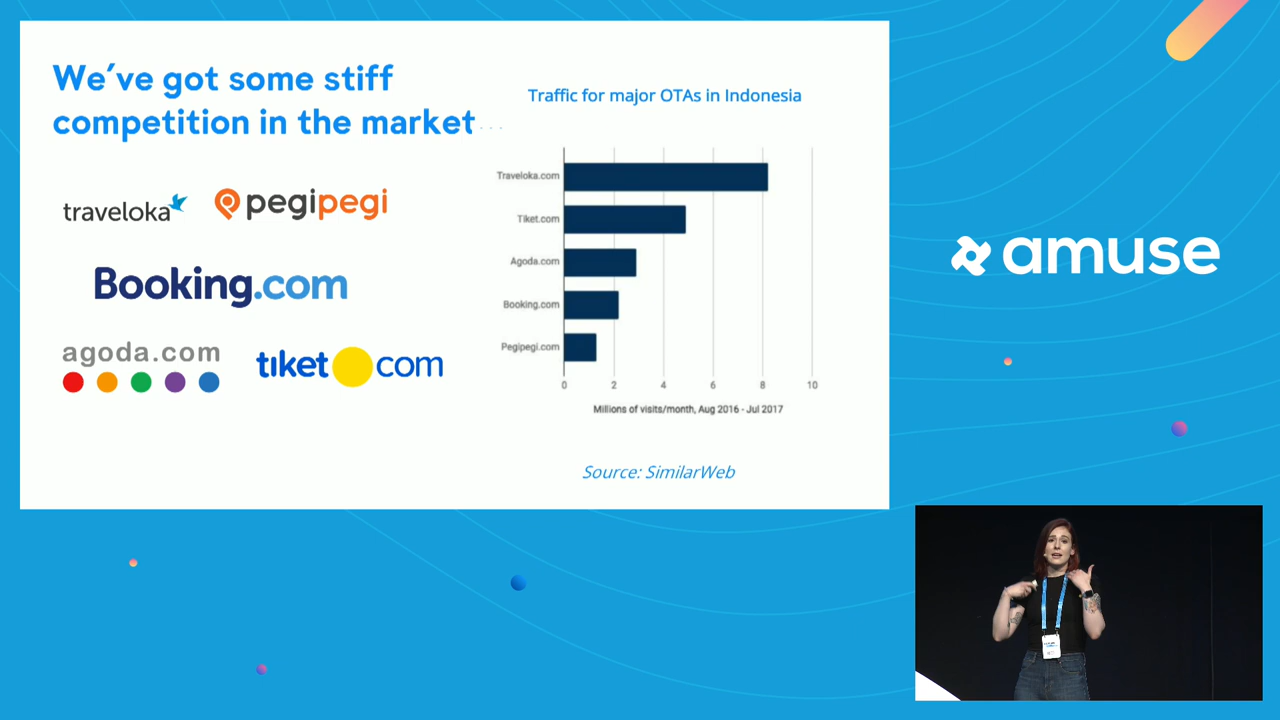 We've got some stiff
competition in the market...
traveloka
pegipegi
Booking.com
agoda.com
tiket com
Traffic for major OTAs in Indonesia
Traveloka.com
Tiket.com
Agoda.com
Booking.com
Pegipegi.com
0 2 4 6 8 10
Millions of visits/month, Aug 2016 - Jul 2017
Source: SimilarWeb
amuse